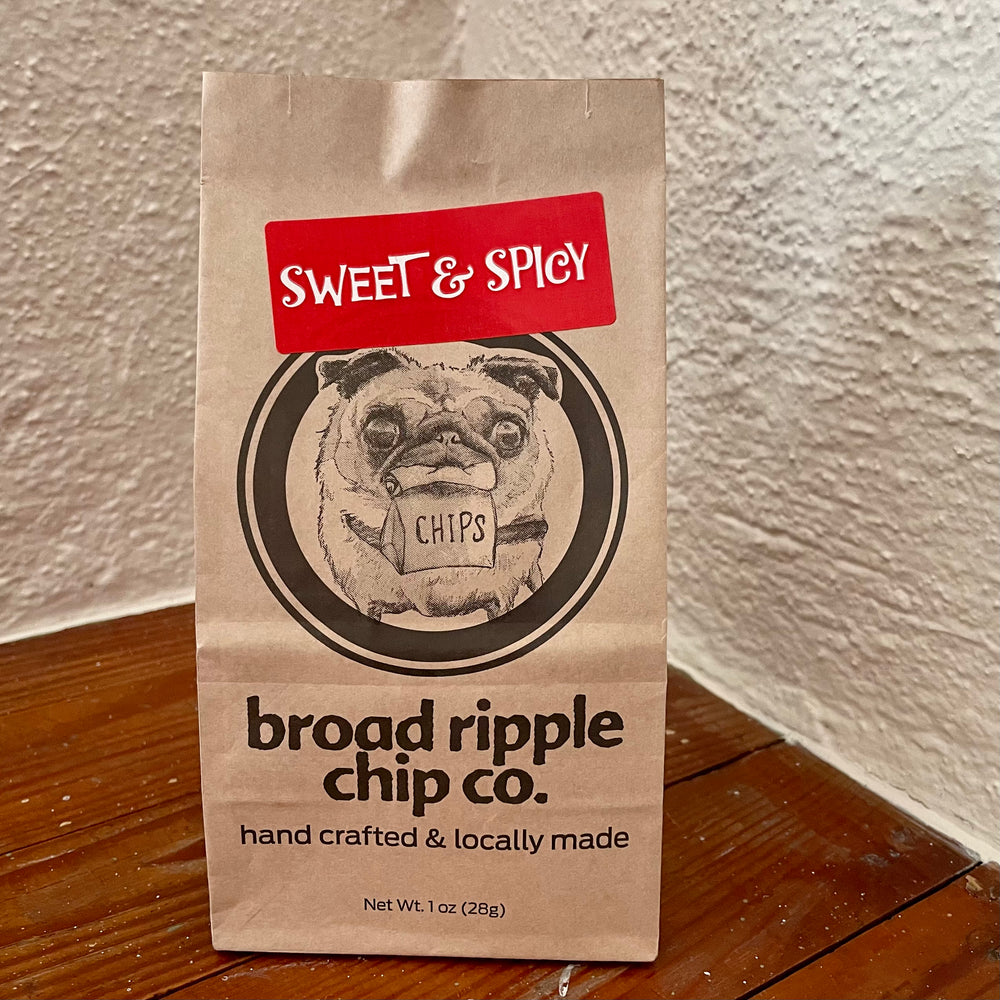 SWEET & SPICY
CHIPS
broad ripple
chip co.
hand crafted & locally made
Net Wt. 1 oz (28g)